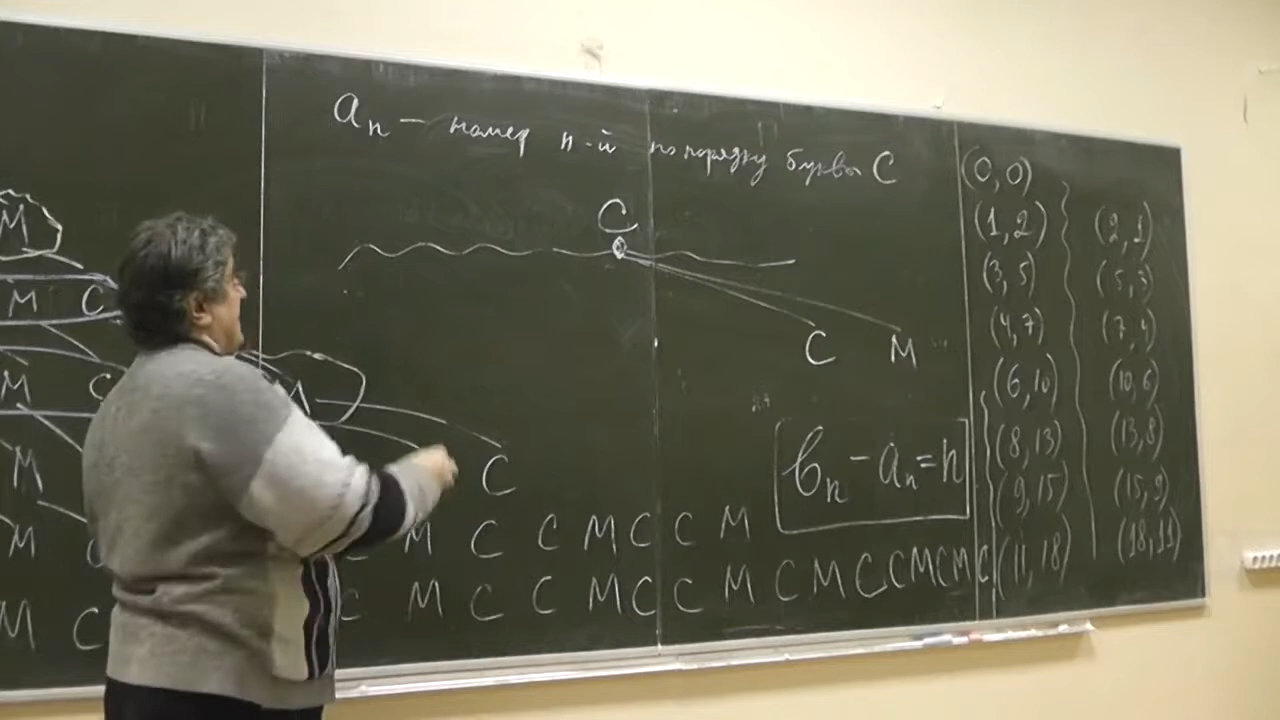 aₙ – номер n-й по порядку буквы С
С
С М
вₙ - aₙ = n
М
М С
М С
М
М
М С
С
М С С М С С М
С М С С М С С М С М С С М С М С
(0, 0)
(1, 2) (2, 1)
(3, 5) (5, 3)
(4, 7) (7, 4)
(6, 10) (10, 6)
(8, 13) (13, 8)
(9, 15) (15, 9)
(11, 18) (18, 11)